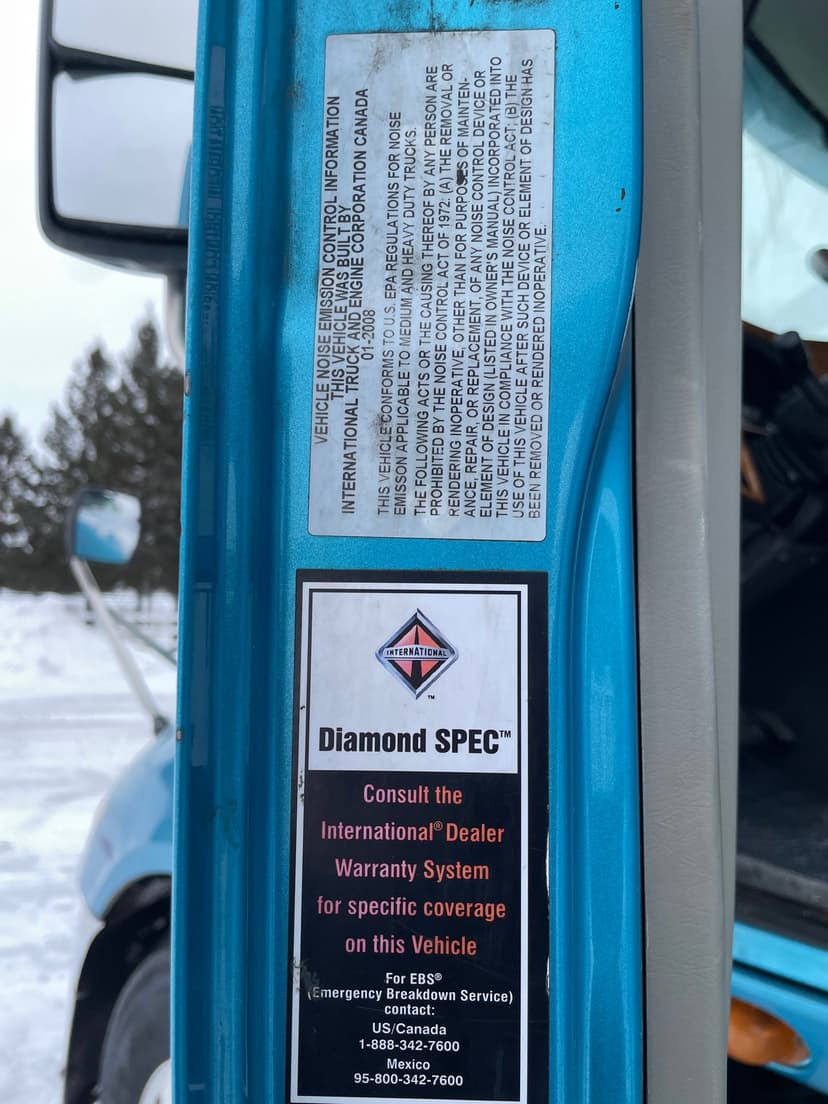 VEHICLE NOISE EMISSION CONTROL INFORMATION
THIS VEHICLE WAS BUILT BY
INTERNATIONAL TRUCK AND ENGINE CORPORATION CANADA
01-2008
THIS VEHICLE CONFORMS TO U.S. EPA REGULATIONS FOR NOISE
EMISSON APPLICABLE TO MEDIUM AND HEAVY DUTY TRUCKS.
THE FOLLOWING ACTS OR THE CAUSING THEREOF BY ANY PERSON ARE
PROHIBITED BY THE NOISE CONTROL ACT OF 1972: (A) THE REMOVAL OR
RENDERING INOPERATIVE, OTHER THAN FOR PURPOSES OF MAINTEN-
ANCE, REPAIR, OR REPLACEMENT, OF ANY NOISE CONTROL DEVICE OR
ELEMENT OF DESIGN (LISTED IN OWNER'S MANUAL) INCORPORATED INTO
THIS VEHICLE IN COMPLIANCE WITH THE NOISE CONTROL ACT; (B) THE
USE OF THIS VEHICLE AFTER SUCH DEVICE OR ELEMENT OF DESIGN HAS
BEEN REMOVED OR RENDERED INOPERATIVE.
INTERNATIONAL
™
Diamond SPEC™
Consult the
International® Dealer
Warranty System
for specific coverage
on this Vehicle
For EBS®
(Emergency Breakdown Service)
contact:
US/Canada
1-888-342-7600
Mexico
95-800-342-7600